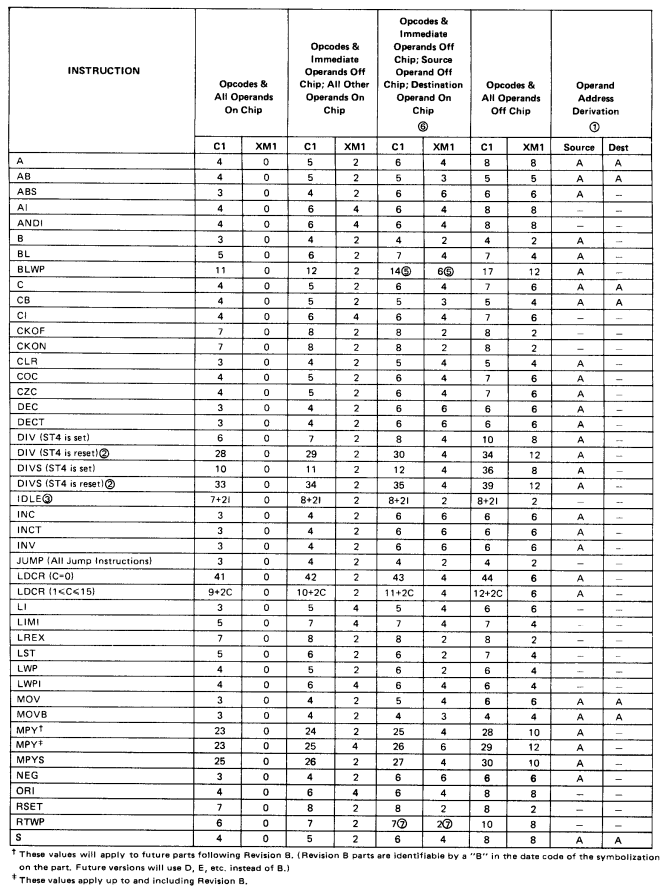 INSTRUCTION
Opcodes &
All Operands
On Chip
Opcodes &
Immediate
Operands Off
Chip; All Other
Operands On
Chip
Opcodes &
Immediate
Operands Off
Chip; Source
Operand Off
Chip; Destination
Operand On
Chip
⑥
Opcodes &
All Operands
Off Chip
Operand
Address
Derivation
①
C1 XM1 C1 XM1 C1 XM1 C1 XM1 Source Dest
A 4 0 5 2 6 4 8 8 A A
AB 4 0 5 2 5 3 5 5 A A
ABS 3 0 4 2 6 6 6 6 A –
AI 4 0 6 4 6 4 8 8 – –
ANDI 4 0 6 4 6 4 8 8 – –
B 3 0 4 2 4 2 4 2 A –
BL 5 0 6 2 7 4 7 4 A –
BLWP 11 0 12 2 14⑤ 6⑤ 17 12 A –
C 4 0 5 2 6 4 7 6 A A
CB 4 0 5 2 5 3 5 4 A A
CI 4 0 6 4 6 4 7 6 – –
CKOF 7 0 8 2 8 2 8 2 – –
CKON 7 0 8 2 8 2 8 2 – –
CLR 3 0 4 2 5 4 5 4 A –
COC 4 0 5 2 6 4 7 6 A –
CZC 4 0 5 2 6 4 7 6 A –
DEC 3 0 4 2 6 6 6 6 A –
DECT 3 0 4 2 6 6 6 6 A –
DIV (ST4 is set) 6 0 7 2 8 4 10 8 A –
DIV (ST4 is reset)② 28 0 29 2 30 4 34 12 A –
DIVS (ST4 is set) 10 0 11 2 12 4 36 8 A –
DIVS (ST4 is reset)② 33 0 34 2 35 4 39 12 A –
IDLE③ 7+2I 0 8+2I 2 8+2I 2 8+2I 2 – –
INC 3 0 4 2 6 6 6 6 A –
INCT 3 0 4 2 6 6 6 6 A –
INV 3 0 4 2 6 6 6 6 A –
JUMP (All Jump Instructions) 3 0 4 2 4 2 4 2 – –
LDCR (C=0) 41 0 42 2 43 4 44 6 A –
LDCR (1≤C≤15) 9+2C 0 10+2C 2 11+2C 4 12+2C 6 A –
LI 3 0 5 4 5 4 6 6 – –
LIMI 5 0 7 4 7 4 7 4 – –
LREX 7 0 8 2 8 2 8 2 – –
LST 5 0 6 2 6 2 7 4 – –
LWP 4 0 5 2 6 2 6 4 – –
LWPI 4 0 6 4 6 4 6 4 – –
MOV 3 0 4 2 5 4 6 6 A A
MOVB 3 0 4 2 4 3 4 4 A A
MPY† 23 0 24 2 25 4 28 10 A –
MPY‡ 23 0 25 4 26 6 29 12 A –
MPYS 25 0 26 2 27 4 30 10 A –
NEG 3 0 4 2 6 6 6 6 A –
ORI 4 0 6 4 6 4 8 8 – –
RSET 7 0 8 2 8 2 8 2 – –
RTWP 6 0 7 2 7⑦ 2⑦ 10 8 – –
S 4 0 5 2 6 4 8 8 A A
† These values will apply to future parts following Revision B. (Revision B parts are identifiable by a "B" in the date code of the symbolization
on the part. Future versions will use D, E, etc. instead of B.)
‡ These values apply up to and including Revision B.